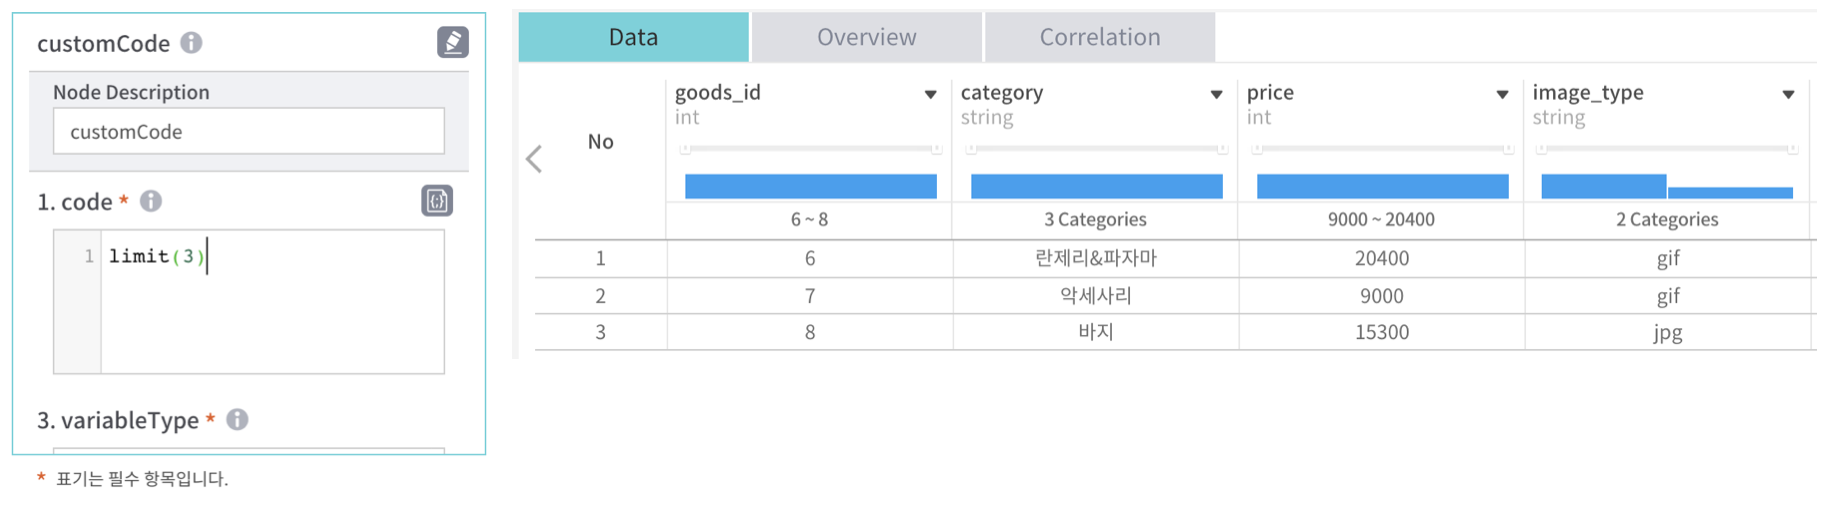 customCode
Node Description
customCode
1. code *
1 limit(3)
3. variableType *
* 표기는 필수 항목입니다.
Data Overview Correlation
No goods_id category price image_type
int string int string
6 ~ 8 3 Categories 9000 ~ 20400 2 Categories
1 6 란제리&파자마 20400 gif
2 7 악세사리 9000 gif
3 8 바지 15300 jpg